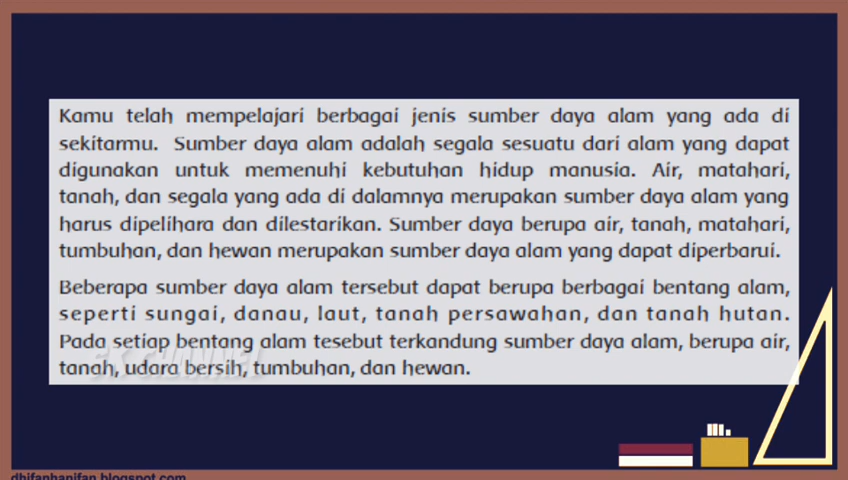 Kamu telah mempelajari berbagai jenis sumber daya alam yang ada di
sekitarmu. Sumber daya alam adalah segala sesuatu dari alam yang dapat
digunakan untuk memenuhi kebutuhan hidup manusia. Air, matahari,
tanah, dan segala yang ada di dalamnya merupakan sumber daya alam yang
harus dipelihara dan dilestarikan. Sumber daya berupa air, tanah, matahari,
tumbuhan, dan hewan merupakan sumber daya alam yang dapat diperbarui.
Beberapa sumber daya alam tersebut dapat berupa berbagai bentang alam,
seperti sungai, danau, laut, tanah persawahan, dan tanah hutan.
Pada setiap bentang alam tesebut terkandung sumber daya alam, berupa air,
tanah, udara bersih, tumbuhan, dan hewan.
CHANNEL
dhifanhanifan.blogspot.com